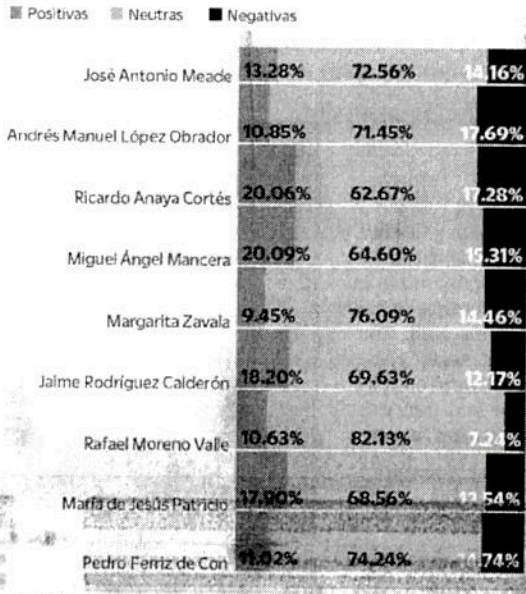 Positivas Neutras Negativas
José Antonio Meade 13.28% 72.56% 14.16%
Andrés Manuel López Obrador 10.85% 71.45% 17.69%
Ricardo Anaya Cortés 20.06% 62.67% 17.28%
Miguel Ángel Mancera 20.09% 64.60% 15.31%
Margarita Zavala 9.45% 76.09% 14.46%
Jaime Rodríguez Calderón 18.20% 69.63% 12.17%
Rafael Moreno Valle 10.63% 82.13% 7.24%
María de Jesús Patricio 17.90% 68.56% 13.54%
Pedro Ferriz de Con 11.02% 74.24% 14.74%